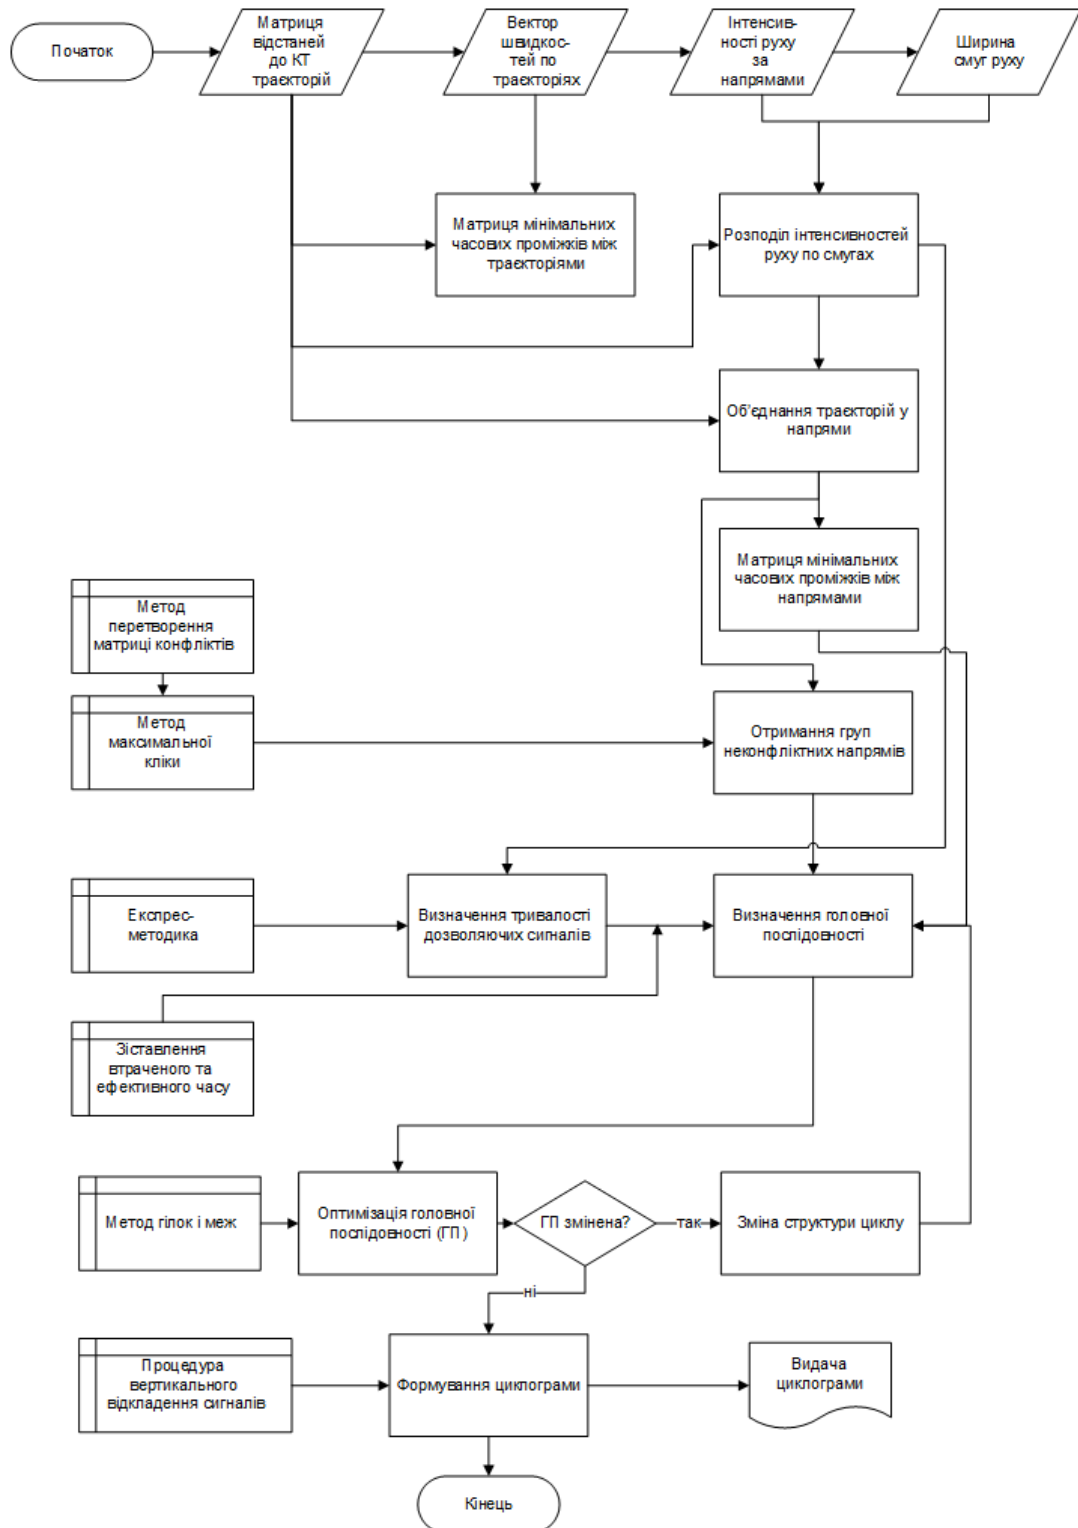 Початок
Матриця
відстаней
до КТ
траєкторій
Вектор
швидкос-
тей по
траєкторіях
Інтенсив-
ності руху
за
напрямами
Ширина
смуг руху
Матриця мінімальних
часових проміжків між
траєкторіями
Розподіл інтенсивностей
руху по смугах
Об'єднання траєкторій у
напрями
Матриця мінімальних
часових проміжків між
напрямами
Метод
перетворення
матриці конфліктів
Метод
максимальної
кліки
Отримання груп
неконфліктних напрямів
Експрес-
методика
Визначення тривалості
дозволяючих сигналів
Визначення головної
послідовності
Зіставлення
втраченого та
ефективного часу
Метод гілок і меж
Оптимізація головної
послідовності (ГП)
ГП змінена?
так
Зміна структури циклу
ні
Процедура
вертикального
відкладення сигналів
Формування циклограми
Видача
циклограми
Кінець